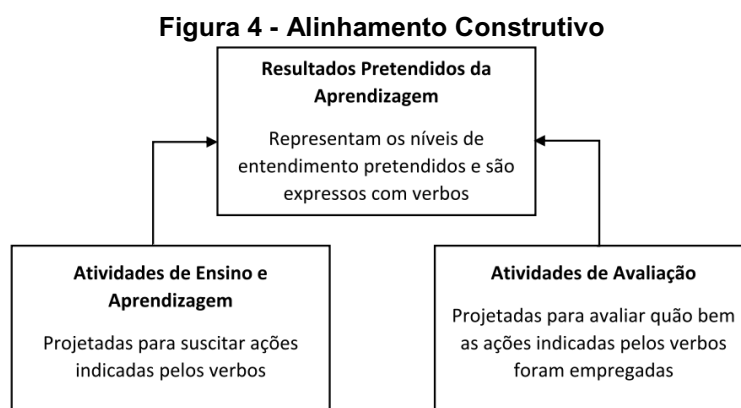 Figura 4 - Alinhamento Construtivo
Resultados Pretendidos da
Aprendizagem
Representam os níveis de
entendimento pretendidos e são
expressos com verbos
Atividades de Ensino e
Aprendizagem
Projetadas para suscitar ações
indicadas pelos verbos
Atividades de Avaliação
Projetadas para avaliar quão bem
as ações indicadas pelos verbos
foram empregadas